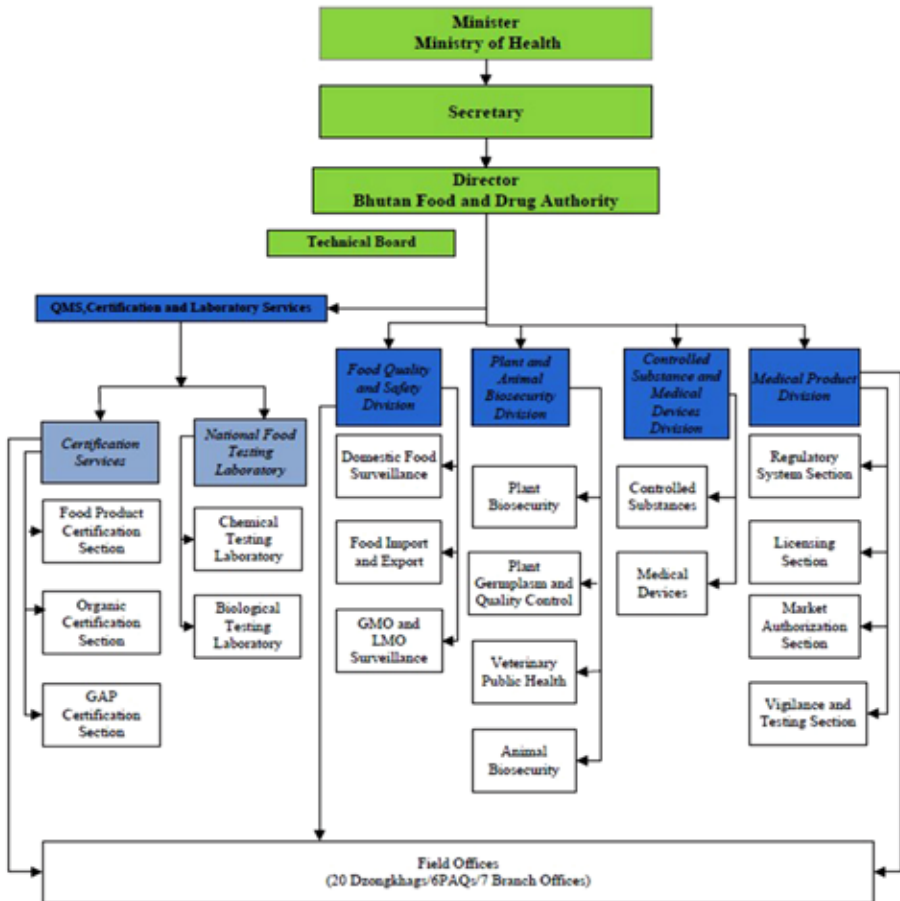 Minister
Ministry of Health
Secretary
Director
Bhutan Food and Drug Authority
Technical Board
QMS,Certification and Laboratory Services
Food Quality
and Safety
Division
Plant and
Animal
Biosecurity
Division
Controlled
Substance and
Medical
Devices
Division
Medical Product
Division
Certification
Services
National Food
Testing
Laboratory
Food Product
Certification
Section
Organic
Certification
Section
GAP
Certification
Section
Chemical
Testing
Laboratory
Biological
Testing
Laboratory
Domestic Food
Surveillance
Food Import
and Export
GMO and
LMO
Surveillance
Plant
Biosecurity
Plant
Germplasm and
Quality Control
Veterinary
Public Health
Animal
Biosecurity
Controlled
Substances
Medical
Devices
Regulatory
System Section
Licensing
Section
Market
Authorization
Section
Vigilance and
Testing Section
Field Offices
(20 Dzongkhags/6PAQs/7 Branch Offices)